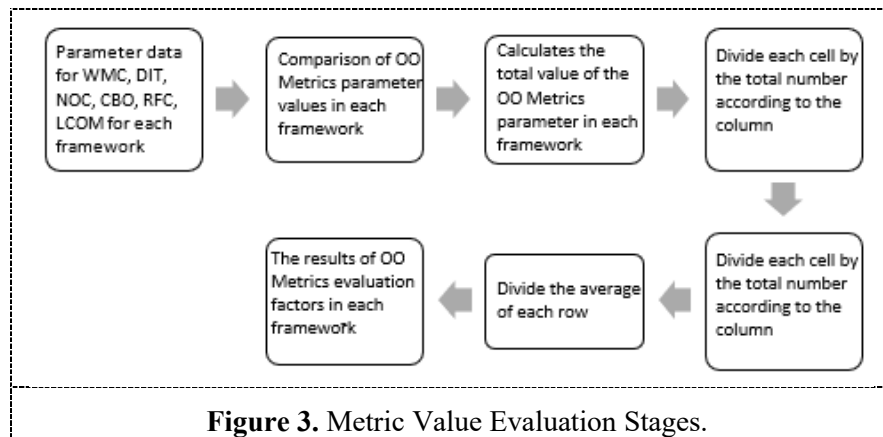 Parameter data
for WMC, DIT,
NOC, CBO, RFC,
LCOM for each
framework
Comparison of OO
Metrics parameter
values in each
framework
Calculates the
total value of the
OO Metrics
parameter in each
framework
Divide each cell by
the total number
according to the
column
Divide each cell by
the total number
according to the
column
Divide the average
of each row
The results of OO
Metrics evaluation
factors in each
framework
Figure 3. Metric Value Evaluation Stages.